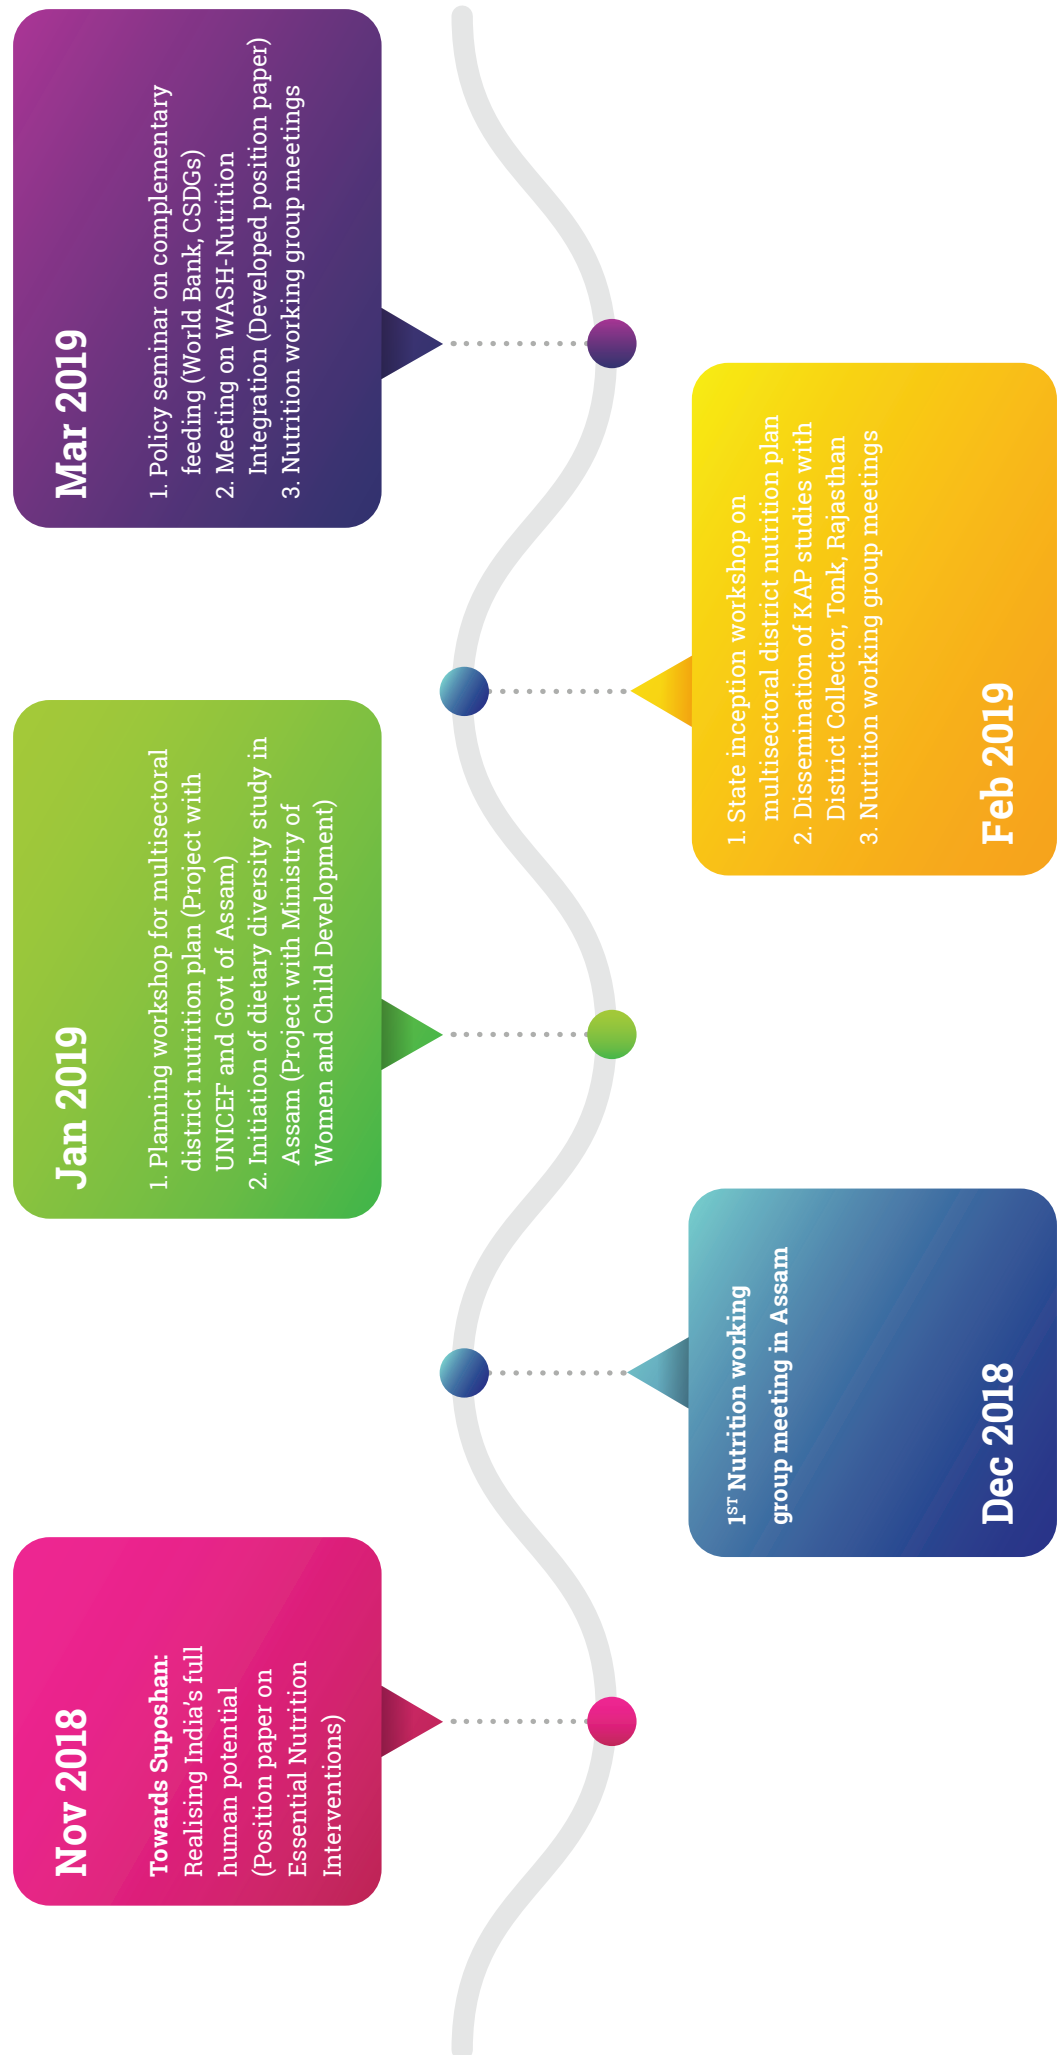 Nov 2018
Towards Suposhan:
Realising India's full
human potential
(Position paper on
Essential Nutrition
Interventions)
1ST Nutrition working
group meeting in Assam
Dec 2018
Jan 2019
1. Planning workshop for multisectoral
district nutrition plan (Project with
UNICEF and Govt of Assam)
2. Initiation of dietary diversity study in
Assam (Project with Ministry of
Women and Child Development)
1. State inception workshop on
multisectoral district nutrition plan
2. Dissemination of KAP studies with
District Collector, Tonk, Rajasthan
3. Nutrition working group meetings
Feb 2019
Mar 2019
1. Policy seminar on complementary
feeding (World Bank, CSDGs)
2. Meeting on WASH-Nutrition
Integration (Developed position paper)
3. Nutrition working group meetings